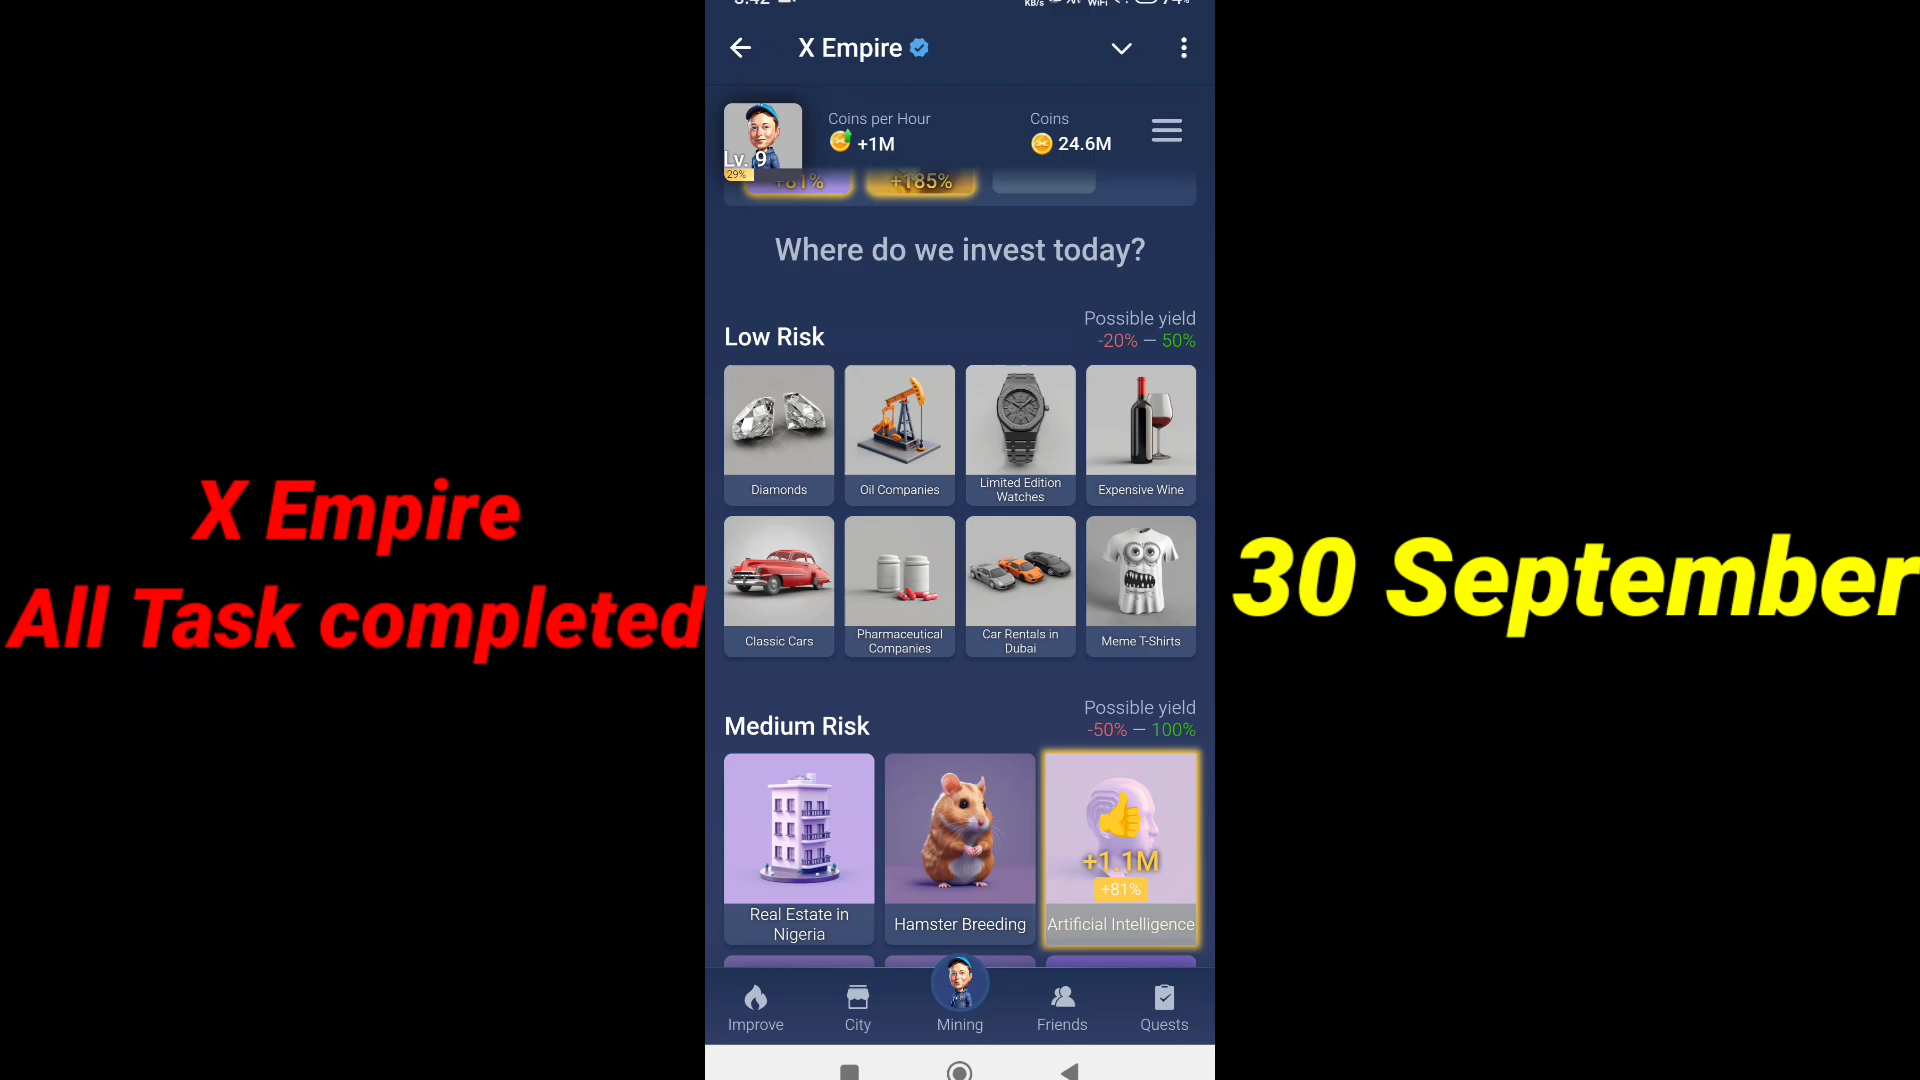 X Empire
Coins per Hour
+1M
Coins
24.6M
Lv. 9
29%
+81%
+185%
Where do we invest today?
Low Risk
Possible yield
-20% — 50%
Diamonds
Oil Companies
Limited Edition
Watches
Expensive Wine
Classic Cars
Pharmaceutical
Companies
Car Rentals in
Dubai
Meme T-Shirts
Medium Risk
Possible yield
-50% — 100%
Real Estate in
Nigeria
Hamster Breeding
+1.1M
+81%
Artificial Intelligence
Improve
City
Mining
Friends
Quests
X Empire
All Task completed
30 September